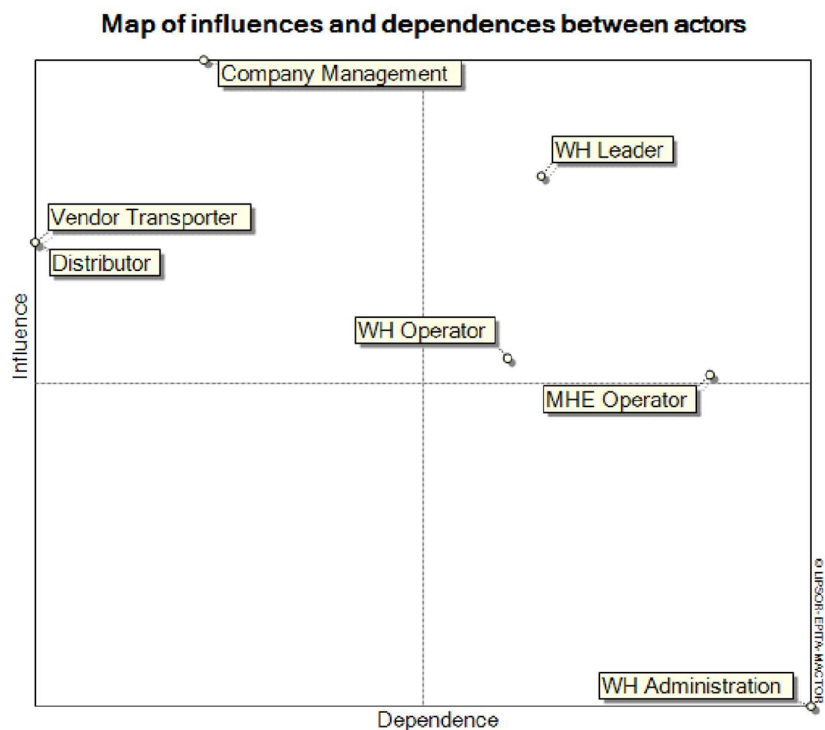 Map of influences and dependences between actors
Company Management
WH Leader
Vendor Transporter
Distributor
Influence
WH Operator
MHE Operator
© LIPSOR-EPITA-MACTOR
WH Administration
Dependence